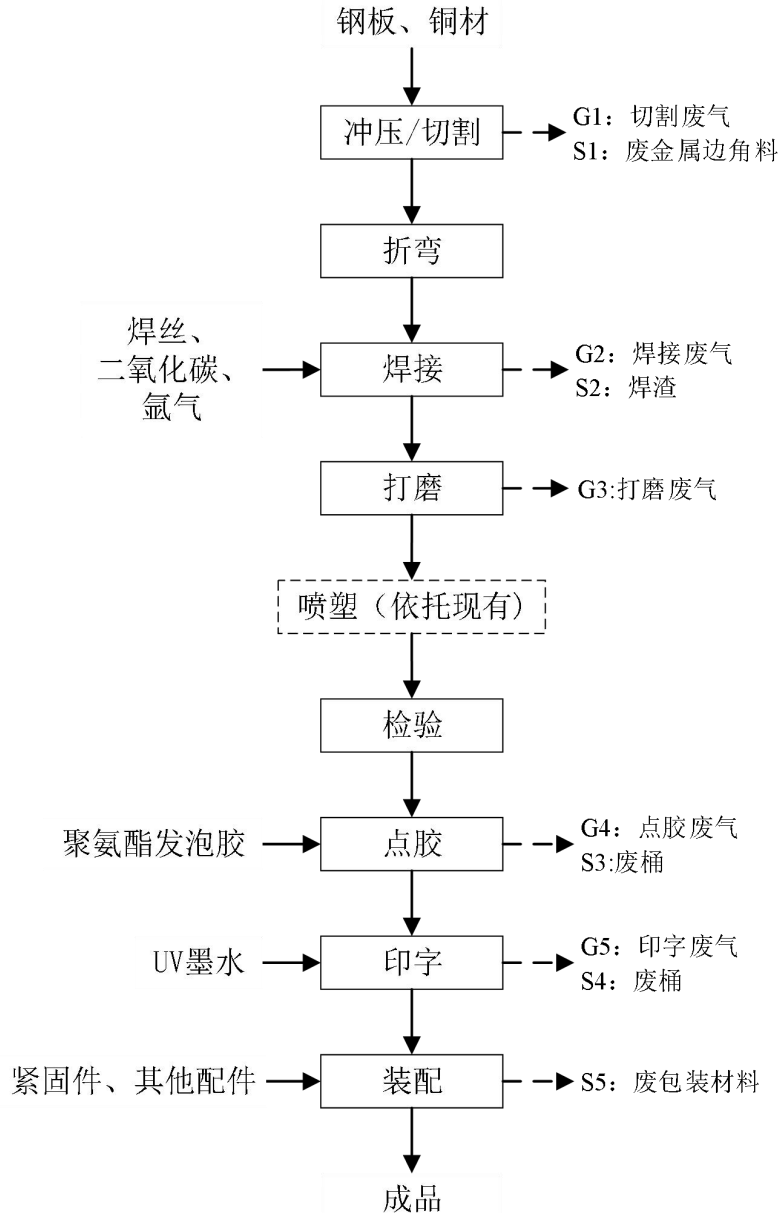 钢板、铜材
冲压/切割
G1：切割废气
S1：废金属边角料
折弯
焊丝、
二氧化碳、
氩气
焊接
G2：焊接废气
S2：焊渣
打磨
G3:打磨废气
喷塑（依托现有)
检验
聚氨酯发泡胶
点胶
G4：点胶废气
S3:废桶
UV墨水
印字
G5：印字废气
S4：废桶
紧固件、其他配件
装配
S5：废包装材料
成品